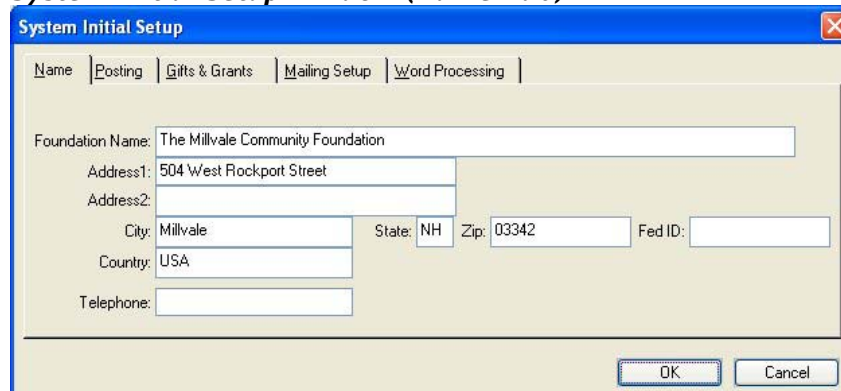 System Initial Setup
Name Posting Gifts & Grants Mailing Setup Word Processing
Foundation Name: The Millvale Community Foundation
Address1: 504 West Rockport Street
Address2:
City: Millvale State: NH Zip: 03342 Fed ID:
Country: USA
Telephone:
OK Cancel